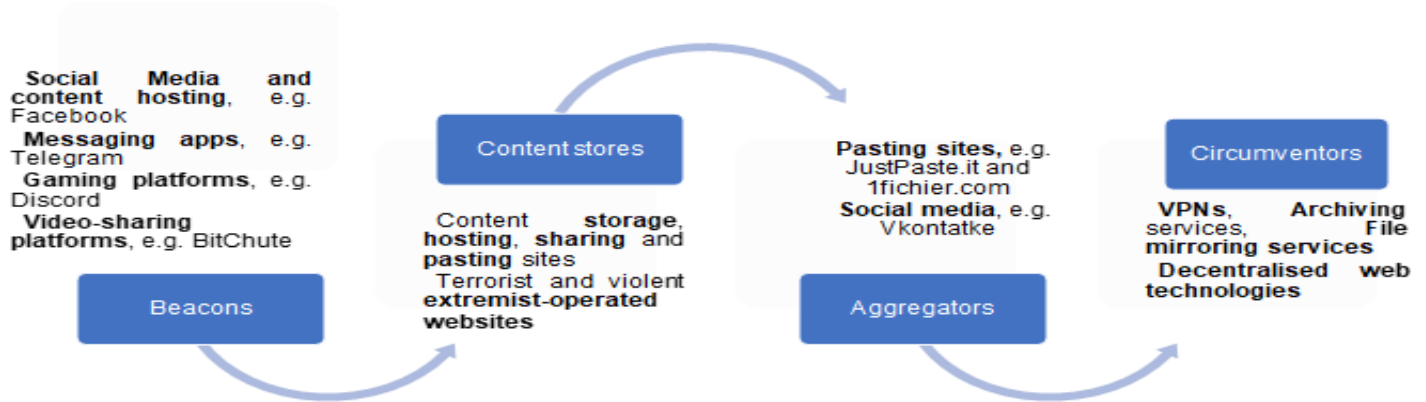 Social Media and
content hosting, e.g.
Facebook
Messaging apps, e.g.
Telegram
Gaming platforms, e.g.
Discord
Video-sharing
platforms, e.g. BitChute
Beacons
Content stores
Content storage,
hosting, sharing and
pasting sites
Terrorist and violent
extremist-operated
websites
Pasting sites, e.g.
JustPaste.it and
1fichier.com
Social media, e.g.
Vkontatke
Aggregators
Circumventors
VPNs, Archiving
services, File
mirroring services
Decentralised web
technologies